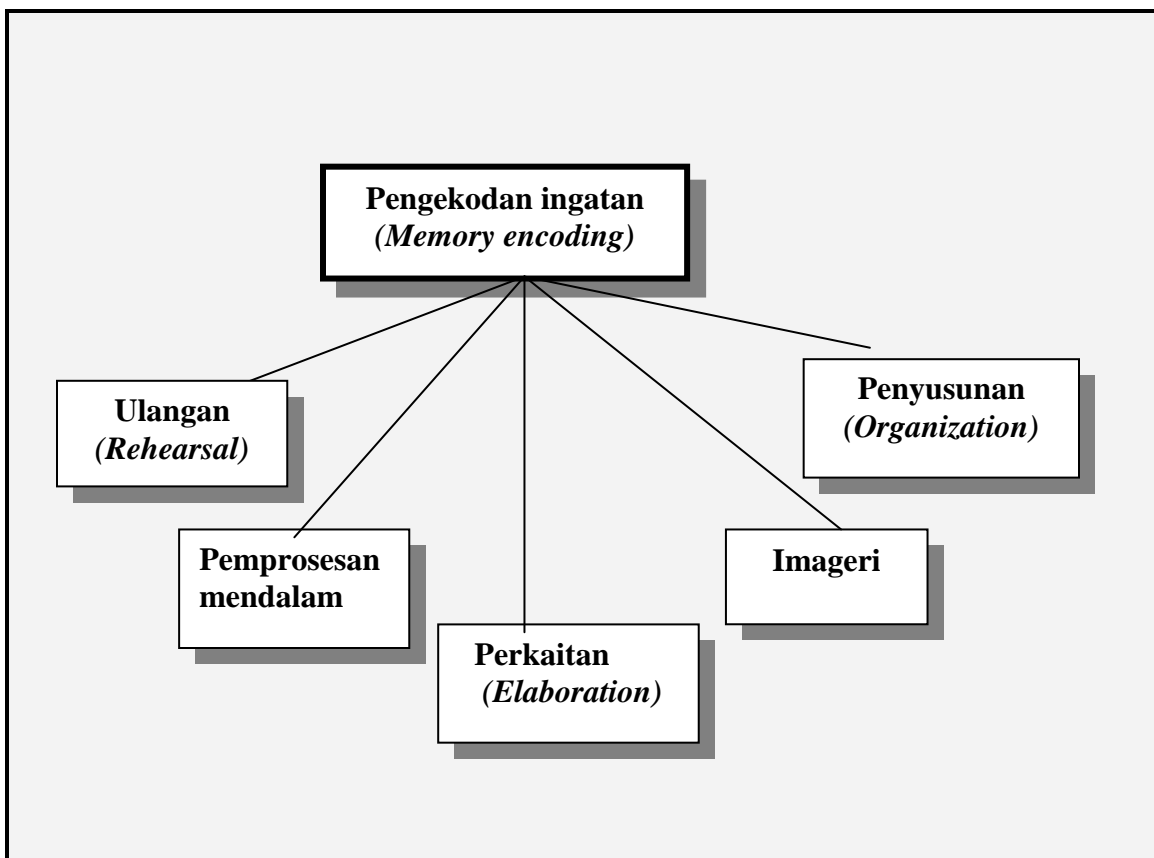 Pengekodan ingatan
(Memory encoding)
Ulangan
(Rehearsal)
Penyusunan
(Organization)
Pemprosesan
mendalam
Imageri
Perkaitan
(Elaboration)